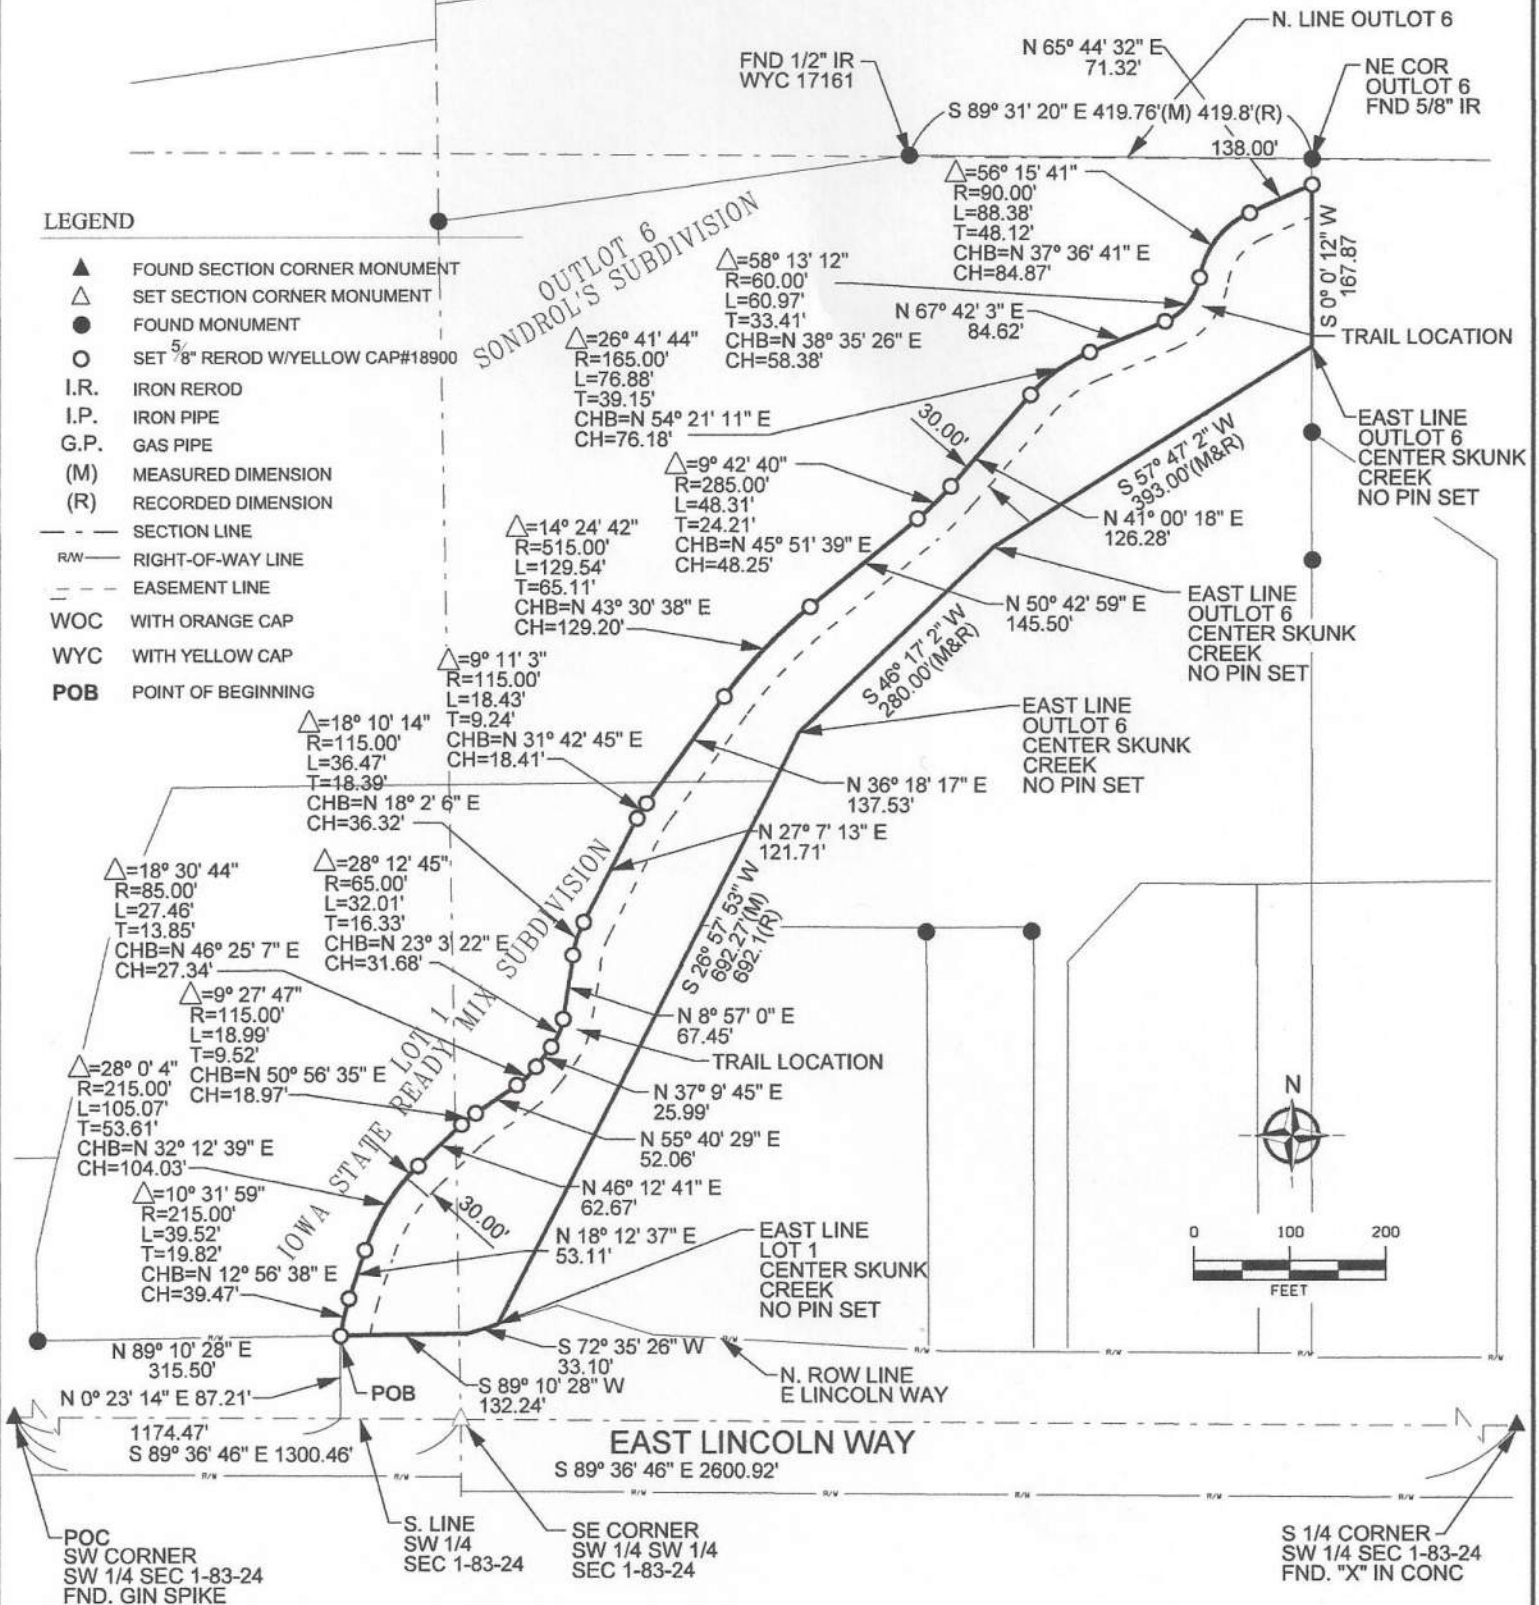 N. LINE OUTLOT 6
N 65° 44' 32" E
71.32'
FND 1/2" IR
WYC 17161
NE COR
OUTLOT 6
FND 5/8" IR
S 89° 31' 20" E 419.76'(M) 419.8'(R)
138.00'
△=56° 15' 41"
R=90.00'
L=88.38'
T=48.12'
CHB=N 37° 36' 41" E
CH=84.87'
S 0° 0' 12" W
167.87
LEGEND
FOUND SECTION CORNER MONUMENT
SET SECTION CORNER MONUMENT
FOUND MONUMENT
SET 5/8" REROD W/YELLOW CAP#18900
I.R. IRON REROD
I.P. IRON PIPE
G.P. GAS PIPE
(M) MEASURED DIMENSION
(R) RECORDED DIMENSION
SECTION LINE
R/W RIGHT-OF-WAY LINE
EASEMENT LINE
WOC WITH ORANGE CAP
WYC WITH YELLOW CAP
POB POINT OF BEGINNING
OUTLOT 6
SONDROL'S SUBDIVISION
△=58° 13' 12"
R=60.00'
L=60.97'
T=33.41'
CHB=N 38° 35' 26" E
CH=58.38'
N 67° 42' 3" E
84.62'
TRAIL LOCATION
△=26° 41' 44"
R=165.00'
L=76.88'
T=39.15'
CHB=N 54° 21' 11" E
CH=76.18'
30.00'
EAST LINE
OUTLOT 6
CENTER SKUNK
CREEK
NO PIN SET
S 57° 47' 2" W
393.00'(M&R)
△=9° 42' 40"
R=285.00'
L=48.31'
T=24.21'
CHB=N 45° 51' 39" E
CH=48.25'
N 41° 00' 18" E
126.28'
△=14° 24' 42"
R=515.00'
L=129.54'
T=65.11'
CHB=N 43° 30' 38" E
CH=129.20'
N 50° 42' 59" E
145.50'
EAST LINE
OUTLOT 6
CENTER SKUNK
CREEK
NO PIN SET
S 46° 17' 2" W
280.00'(M&R)
△=9° 11' 3"
R=115.00'
L=18.43'
T=9.24'
CHB=N 31° 42' 45" E
CH=18.41'
EAST LINE
OUTLOT 6
CENTER SKUNK
CREEK
NO PIN SET
△=18° 10' 14"
R=115.00'
L=36.47'
T=18.39'
CHB=N 18° 2' 6" E
CH=36.32'
N 36° 18' 17" E
137.53'
N 27° 7' 13" E
121.71'
△=18° 30' 44"
R=85.00'
L=27.46'
T=13.85'
CHB=N 46° 25' 7" E
CH=27.34'
△=28° 12' 45"
R=65.00'
L=32.01'
T=16.33'
CHB=N 23° 3' 22" E
CH=31.68'
S 26° 57' 53" W
692.27'(M)
692.1(R)
LOT 1
IOWA STATE READY MIX SUBDIVISION
N 8° 57' 0" E
67.45'
TRAIL LOCATION
△=9° 27' 47"
R=115.00'
L=18.99'
T=9.52'
CHB=N 50° 56' 35" E
CH=18.97'
△=28° 0' 4"
R=215.00'
L=105.07'
T=53.61'
CHB=N 32° 12' 39" E
CH=104.03'
N 37° 9' 45" E
25.99'
N
N 55° 40' 29" E
52.06'
N 46° 12' 41" E
62.67'
30.00'
△=10° 31' 59"
R=215.00'
L=39.52'
T=19.82'
CHB=N 12° 56' 38" E
CH=39.47'
N 18° 12' 37" E
53.11'
EAST LINE
LOT 1
CENTER SKUNK
CREEK
NO PIN SET
0 100 200
FEET
R/W
N 89° 10' 28" E
315.50'
S 72° 35' 26" W
33.10'
R/W
R/W
R/W
R/W
R/W
N. ROW LINE
E LINCOLN WAY
N 0° 23' 14" E 87.21'
POB
S 89° 10' 28" W
132.24'
1174.47'
S 89° 36' 46" E 1300.46'
EAST LINCOLN WAY
S 89° 36' 46" E 2600.92'
R/W
R/W
R/W
R/W
R/W
R/W
R/W
POC
SW CORNER
SW 1/4 SEC 1-83-24
FND. GIN SPIKE
S. LINE
SW 1/4
SEC 1-83-24
SE CORNER
SW 1/4 SW 1/4
SEC 1-83-24
S 1/4 CORNER
SW 1/4 SEC 1-83-24
FND. "X" IN CONC